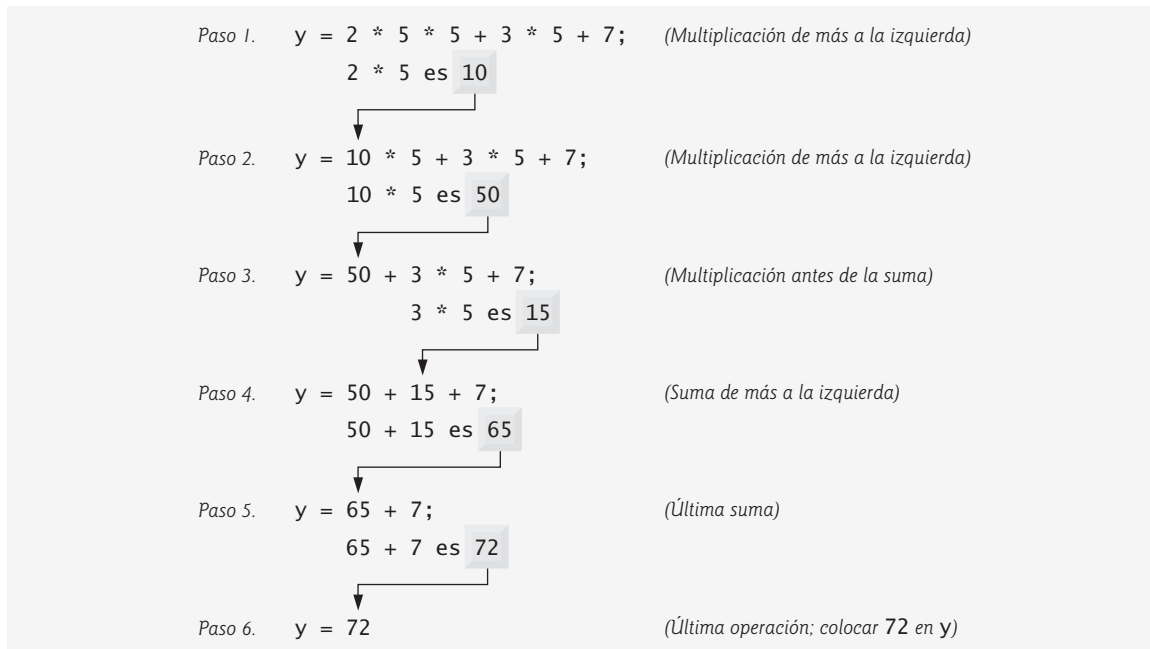 Paso 1. y = 2 * 5 * 5 + 3 * 5 + 7; (Multiplicación de más a la izquierda)
2 * 5 es 10
Paso 2. y = 10 * 5 + 3 * 5 + 7; (Multiplicación de más a la izquierda)
10 * 5 es 50
Paso 3. y = 50 + 3 * 5 + 7; (Multiplicación antes de la suma)
3 * 5 es 15
Paso 4. y = 50 + 15 + 7; (Suma de más a la izquierda)
50 + 15 es 65
Paso 5. y = 65 + 7; (Última suma)
65 + 7 es 72
Paso 6. y = 72 (Última operación; colocar 72 en y)